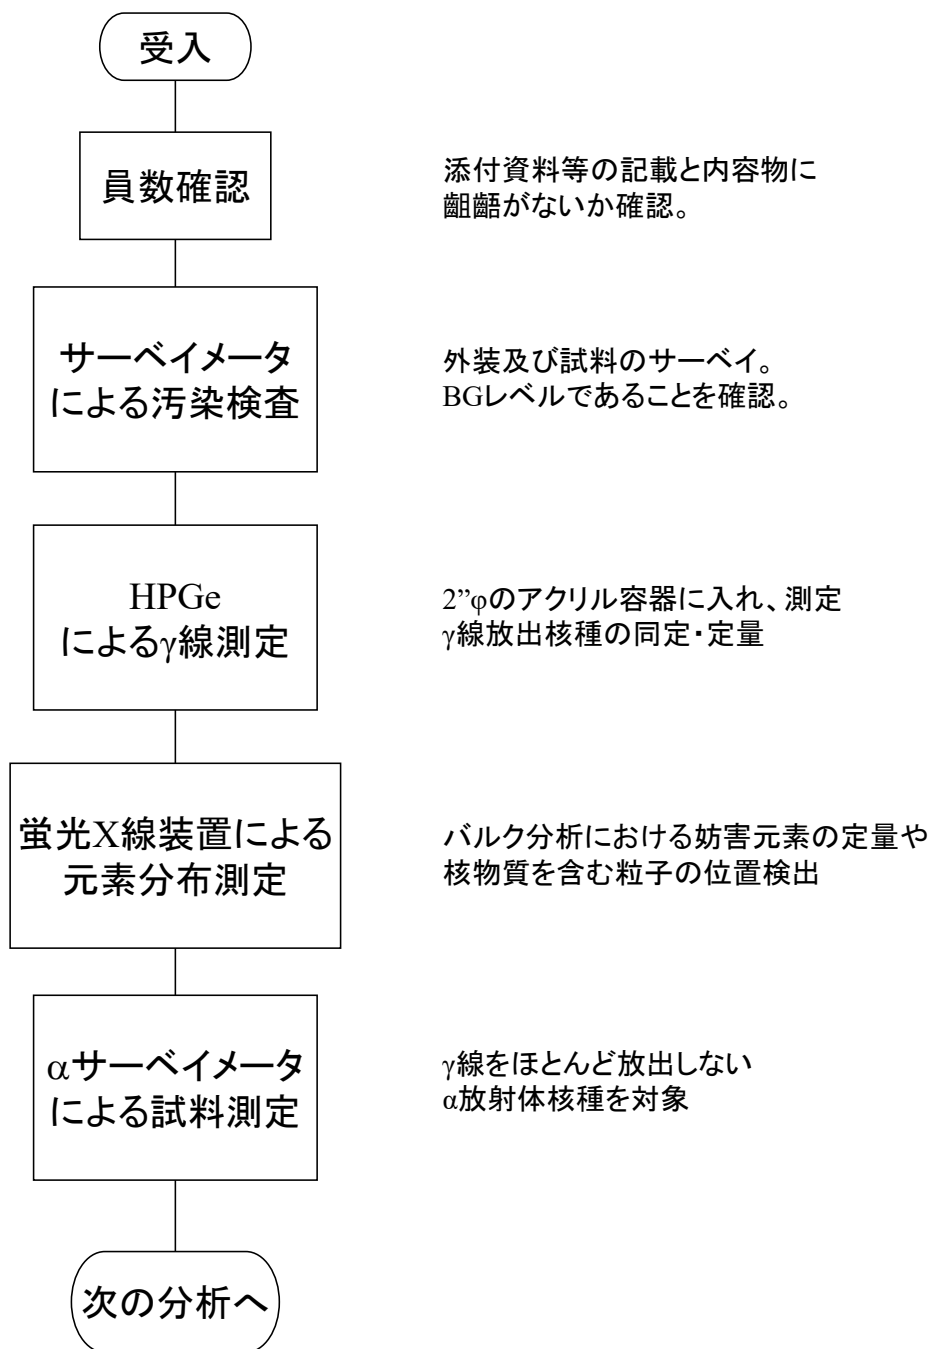 受入
員数確認
添付資料等の記載と内容物に
齟齬がないか確認。
サーベイメータ
による汚染検査
外装及び試料のサーベイ。
BGレベルであることを確認。
HPGe
によるγ線測定
2”φのアクリル容器に入れ、測定
γ線放出核種の同定・定量
蛍光X線装置による
元素分布測定
バルク分析における妨害元素の定量や
核物質を含む粒子の位置検出
αサーベイメータ
による試料測定
γ線をほとんど放出しない
α放射体核種を対象
次の分析へ